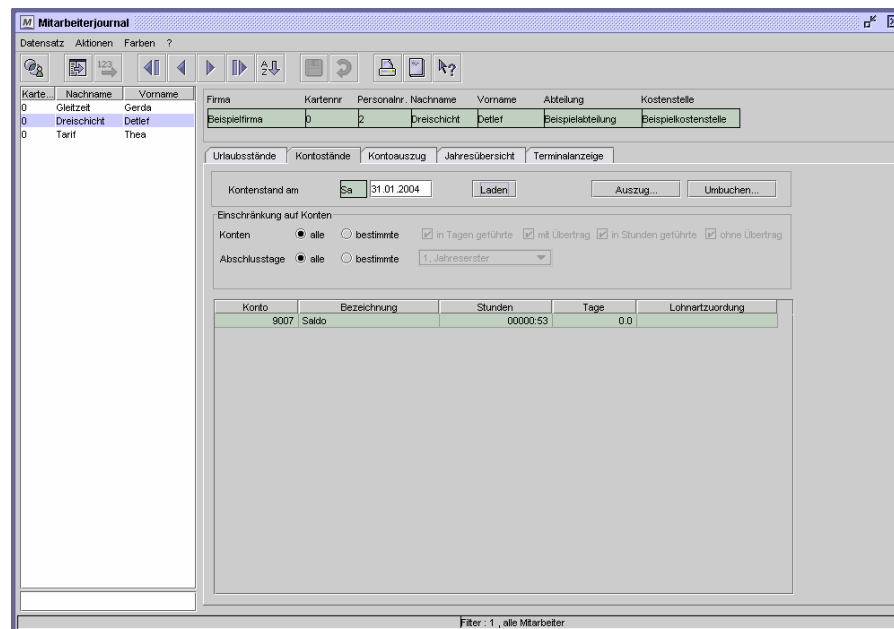 Mitarbeiterjournal
Datensatz Aktionen Farben ?
Karte... Nachname Vorname
0 Gleitzeit Gerda
0 Dreischicht Detlef
0 Tarif Thea
Firma Kartennr Personalnr. Nachname Vorname Abteilung Kostenstelle
Beispielfirma 0 2 Dreischicht Detlef Beispielabteilung Beispielkostenstelle
Urlaubsstände Kontostände Kontoauszug Jahresübersicht Terminalanzeige
Kontenstand am Sa 31.01.2004 Laden Auszug... Umbuchen...
Einschränkung auf Konten
Konten alle bestimmte in Tagen geführte mit Übertrag in Stunden geführte ohne Übertrag
Abschlusstage alle bestimmte 1, Jahreserster
Konto Bezeichnung Stunden Tage Lohnartzuordung
9007 Saldo 00000:53 0.0
Filter : 1 , alle Mitarbeiter